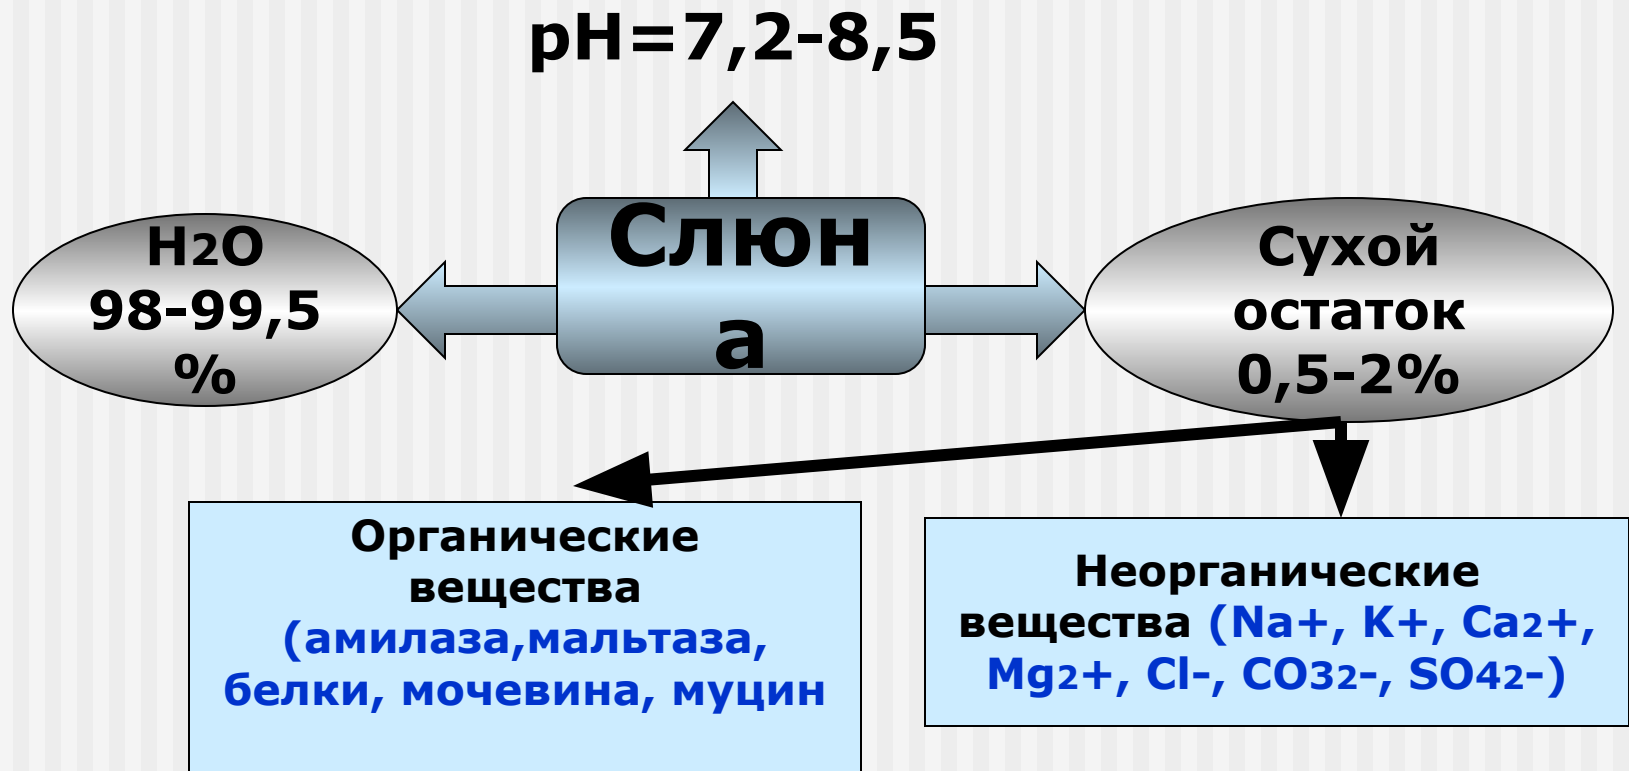 pH=7,2-8,5
Слюн
а
H2O
98-99,5
%
Сухой
остаток
0,5-2%
Органические
вещества
(амилаза,мальтаза,
белки, мочевина, муцин
Неорганические
вещества (Na+, K+, Ca2+,
Mg2+, Cl-, CO32-, SO42-)